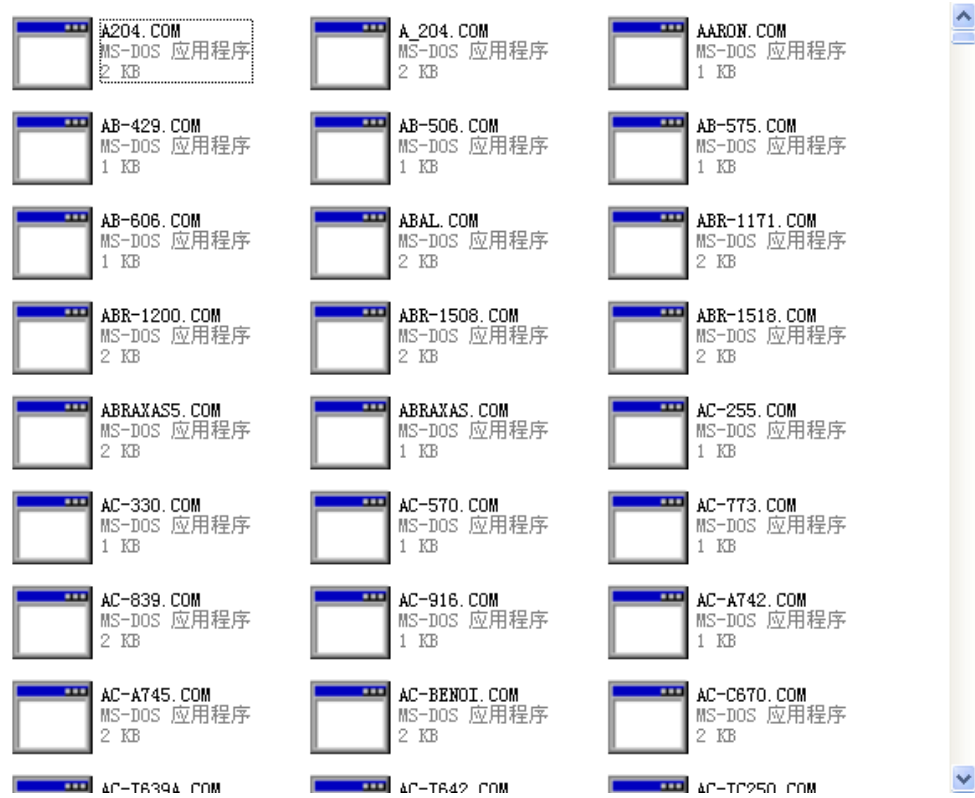 A204.COM
MS-DOS 应用程序
2 KB
A_204.COM
MS-DOS 应用程序
2 KB
AARON.COM
MS-DOS 应用程序
1 KB
AB-429.COM
MS-DOS 应用程序
1 KB
AB-506.COM
MS-DOS 应用程序
1 KB
AB-575.COM
MS-DOS 应用程序
1 KB
AB-606.COM
MS-DOS 应用程序
1 KB
ABAL.COM
MS-DOS 应用程序
2 KB
ABR-1171.COM
MS-DOS 应用程序
2 KB
ABR-1200.COM
MS-DOS 应用程序
2 KB
ABR-1508.COM
MS-DOS 应用程序
2 KB
ABR-1518.COM
MS-DOS 应用程序
2 KB
ABRAXAS5.COM
MS-DOS 应用程序
2 KB
ABRAXAS.COM
MS-DOS 应用程序
1 KB
AC-255.COM
MS-DOS 应用程序
1 KB
AC-330.COM
MS-DOS 应用程序
1 KB
AC-570.COM
MS-DOS 应用程序
1 KB
AC-773.COM
MS-DOS 应用程序
1 KB
AC-839.COM
MS-DOS 应用程序
2 KB
AC-916.COM
MS-DOS 应用程序
1 KB
AC-A742.COM
MS-DOS 应用程序
1 KB
AC-A745.COM
MS-DOS 应用程序
2 KB
AC-BENOI.COM
MS-DOS 应用程序
2 KB
AC-C670.COM
MS-DOS 应用程序
2 KB
AC-T639A.COM
AC-T642.COM
AC-TC250.COM